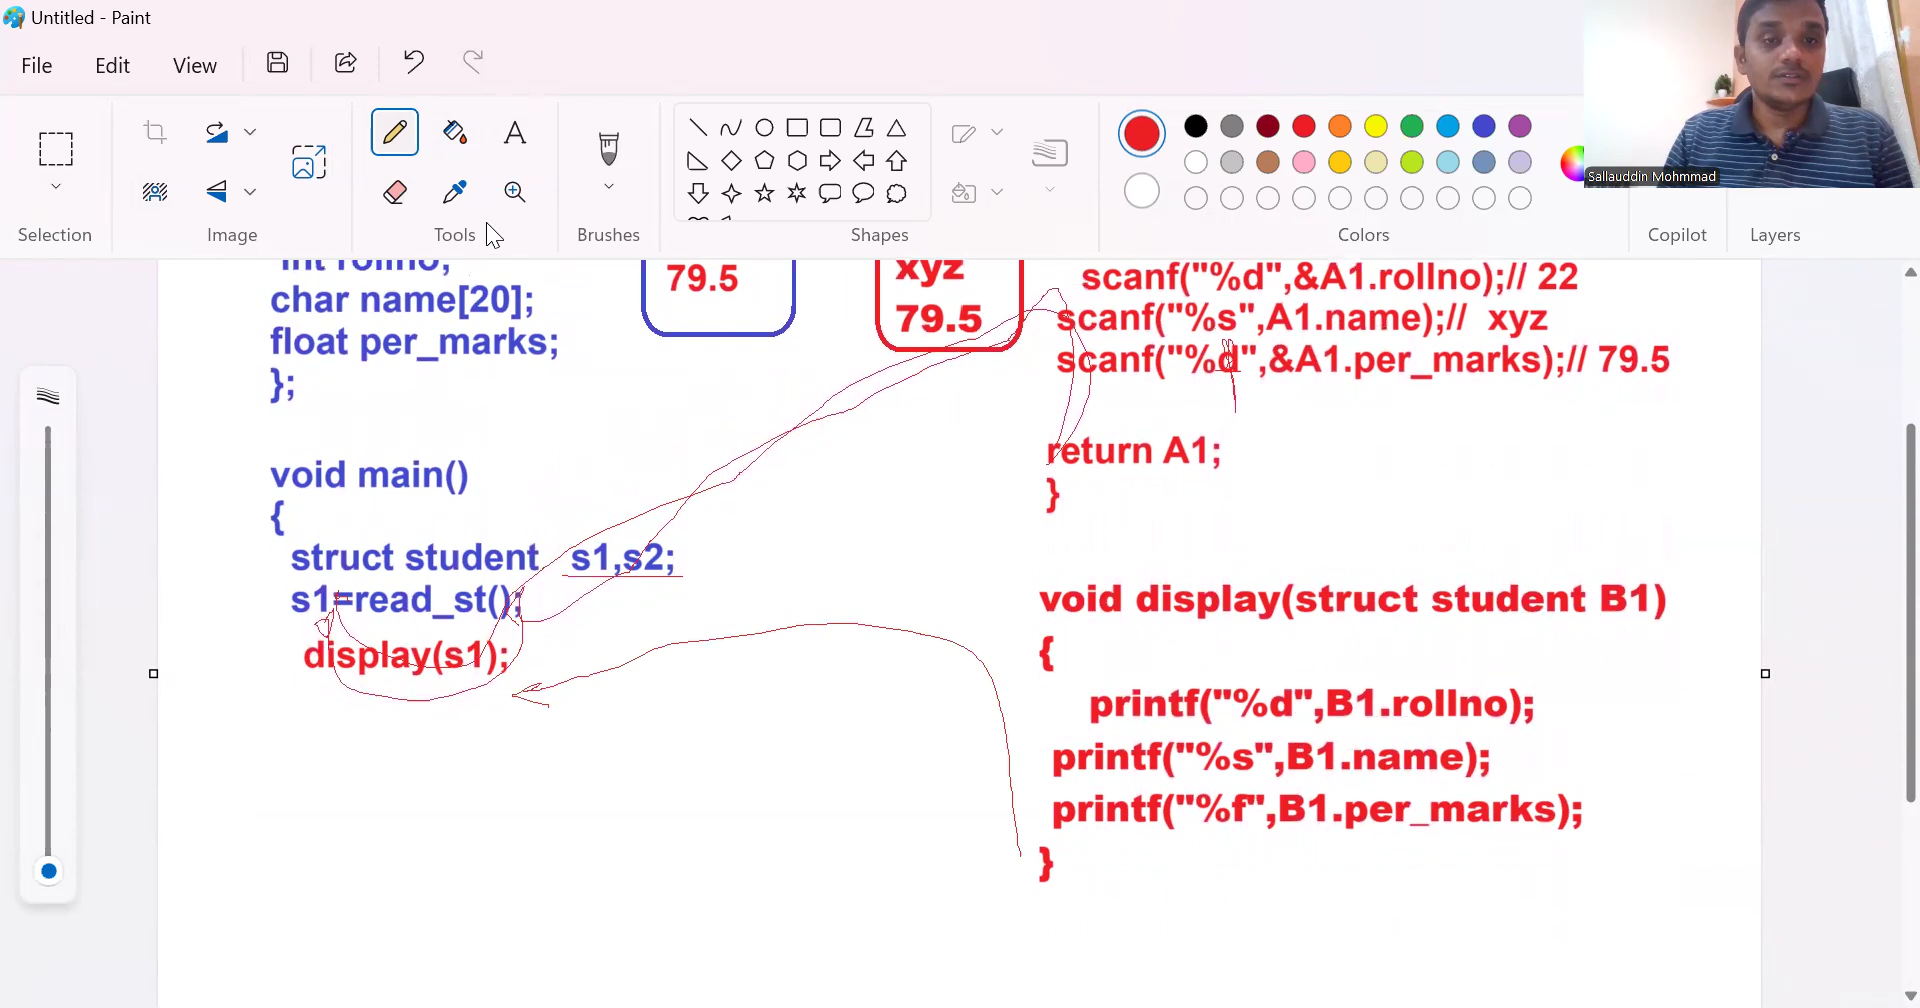 Untitled - Paint
File
Edit
View
Selection
Image
Tools
Brushes
Shapes
Colors
Copilot
Layers
Sallauddin Mohmmad
int rollno;
char name[20];
float per_marks;
};
void main()
{
struct student s1,s2;
s1=read_st();
display(s1);
79.5
xyz
79.5
scanf("%d",&A1.rollno);// 22
scanf("%s",A1.name);// xyz
scanf("%d",&A1.per_marks);// 79.5
return A1;
}
void display(struct student B1)
{
printf("%d",B1.rollno);
printf("%s",B1.name);
printf("%f",B1.per_marks);
}